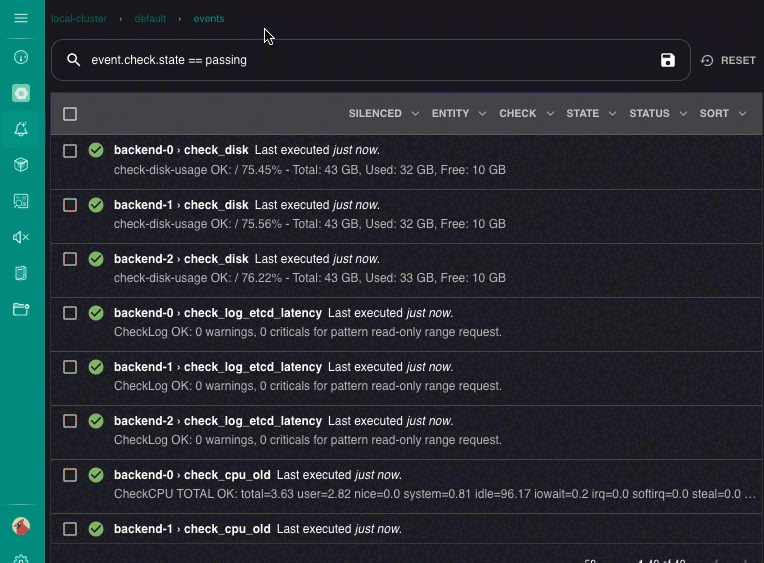 local-cluster › default › events
event.check.state == passing
RESET
SILENCED ENTITY CHECK STATE STATUS SORT
backend-0 › check_disk Last executed just now.
check-disk-usage OK: / 75.45% - Total: 43 GB, Used: 32 GB, Free: 10 GB
backend-1 › check_disk Last executed just now.
check-disk-usage OK: / 75.56% - Total: 43 GB, Used: 32 GB, Free: 10 GB
backend-2 › check_disk Last executed just now.
check-disk-usage OK: / 76.22% - Total: 43 GB, Used: 33 GB, Free: 10 GB
backend-0 › check_log_etcd_latency Last executed just now.
CheckLog OK: 0 warnings, 0 criticals for pattern read-only range request.
backend-1 › check_log_etcd_latency Last executed just now.
CheckLog OK: 0 warnings, 0 criticals for pattern read-only range request.
backend-2 › check_log_etcd_latency Last executed just now.
CheckLog OK: 0 warnings, 0 criticals for pattern read-only range request.
backend-0 › check_cpu_old Last executed just now.
CheckCPU TOTAL OK: total=3.63 user=2.82 nice=0.0 system=0.81 idle=96.17 iowait=0.2 irq=0.0 softirq=0.0 steal=0.0 …
backend-1 › check_cpu_old Last executed just now.